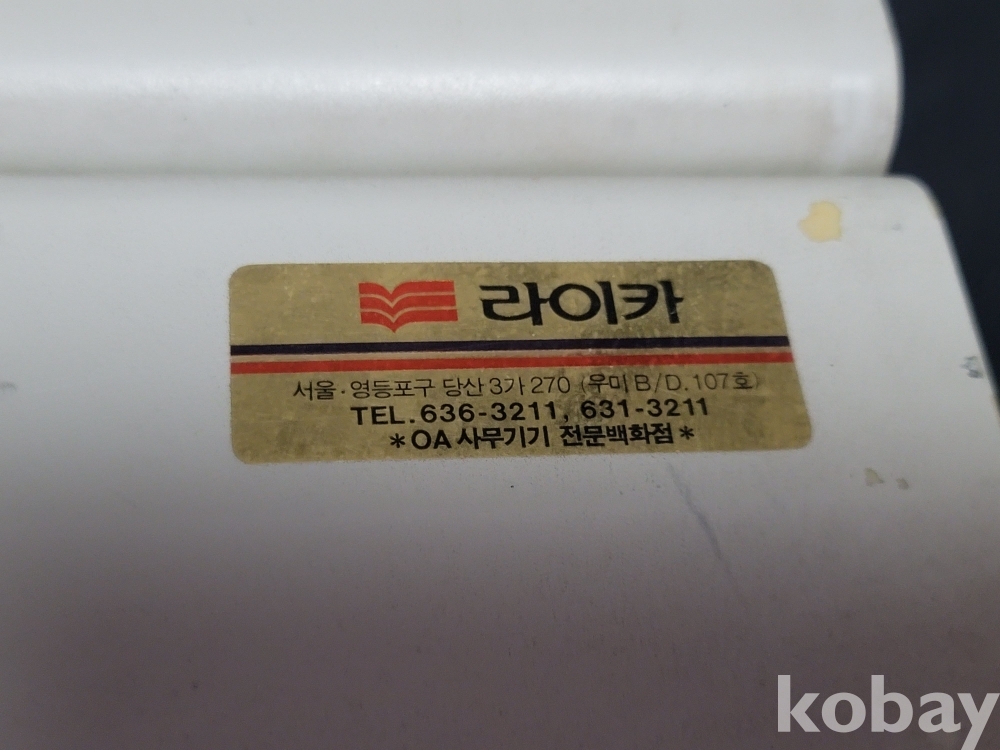 라이카
서울·영등포구 당산3가 270 (우미 B/D. 107호)
TEL. 636-3211, 631-3211
*OA 사무기기 전문백화점*
kobay